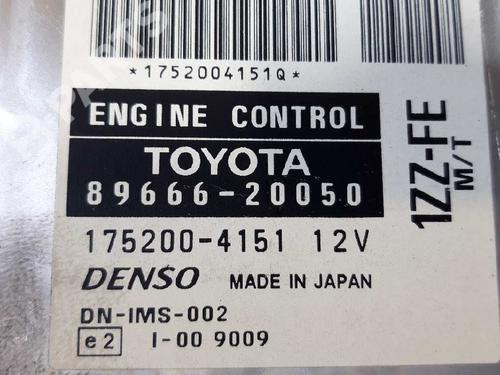 *1752004151Q*
ENGINE CONTROL
TOYOTA
89666-20050
175200-4151 12V
DENSO MADE IN JAPAN
DN-IMS-002
e2 I-00 9009
1ZZ-FE
M/T
PARTS